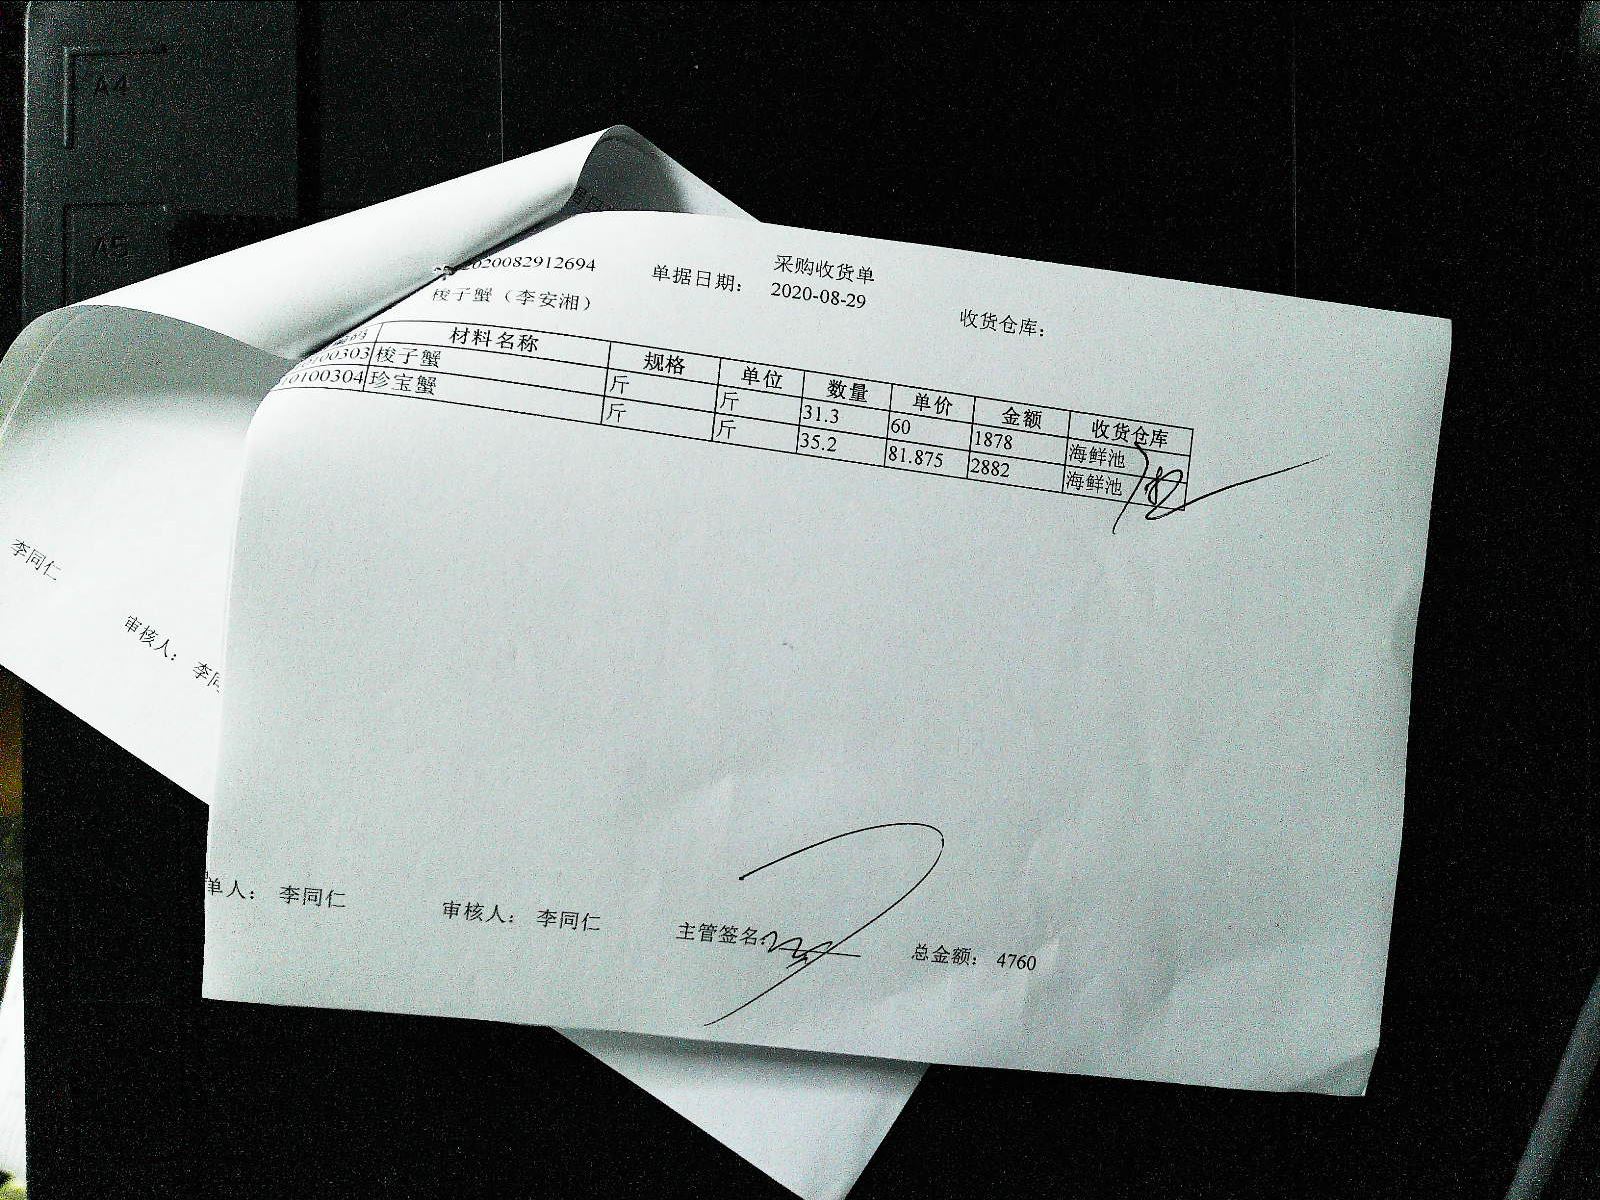 A4
A5
采购收货单
2020082912694 单据日期： 2020-08-29 收货仓库：
梭子蟹（李安湘）
码 材料名称 规格 单位 数量 单价 金额 收货仓库
0100303 梭子蟹 斤 斤 31.3 60 1878 海鲜池
0100304 珍宝蟹 斤 斤 35.2 81.875 2882 海鲜池
李同仁
审核人： 李同
单人： 李同仁 审核人： 李同仁 主管签名： 总金额： 4760